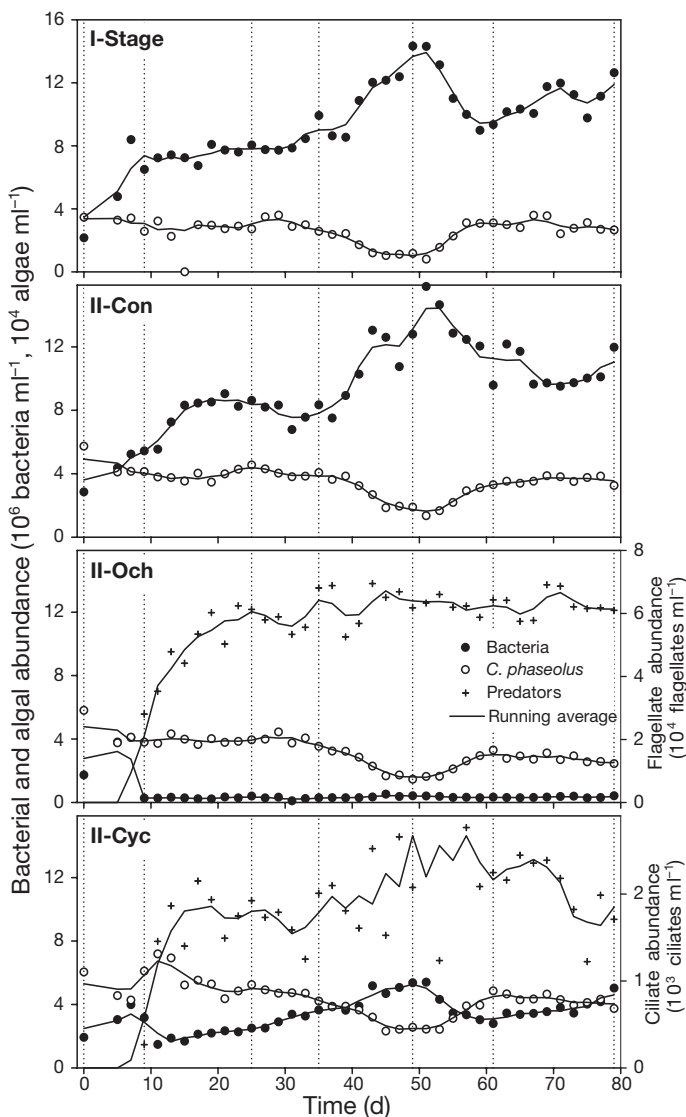 Bacterial and algal abundance (10⁶ bacteria ml⁻¹, 10⁴ algae ml⁻¹)
I-Stage
16
12
8
4
0
II-Con
12
8
4
0
II-Och
12
8
4
0
8
6
4
2
0
Flagellate abundance
(10⁴ flagellates ml⁻¹)
Bacteria
C. phaseolus
Predators
Running average
II-Cyc
12
8
4
0
2
1
0
Ciliate abundance
(10³ ciliates ml⁻¹)
0 10 20 30 40 50 60 70 80
Time (d)